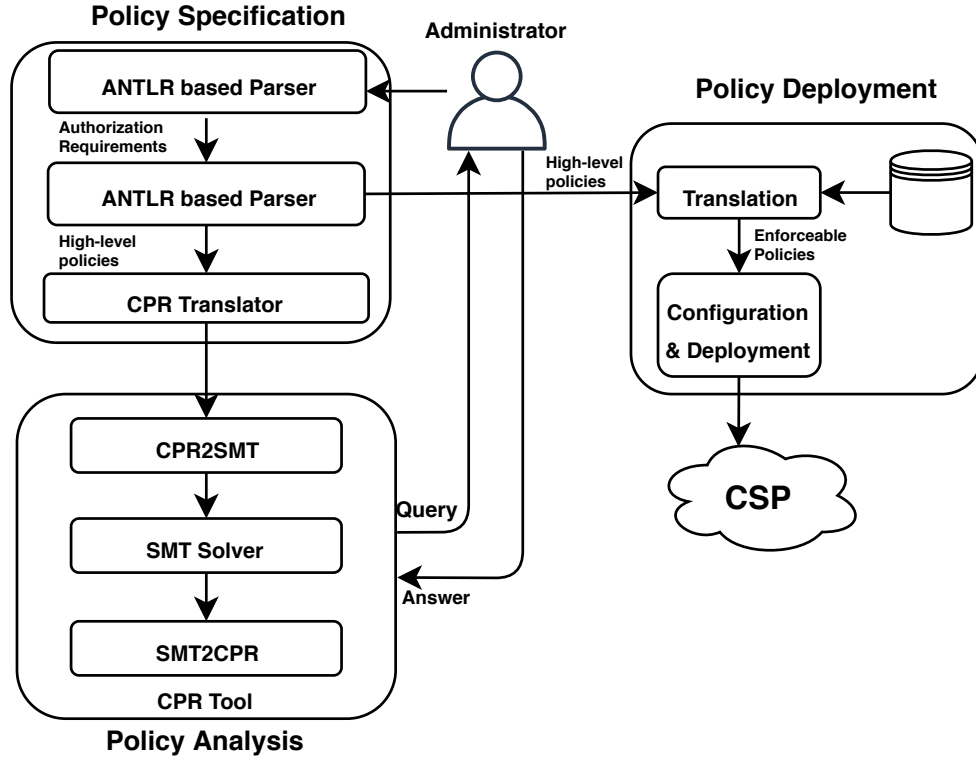 Policy Specification
Administrator
ANTLR based Parser
Authorization
Requirements
ANTLR based Parser
High-level
policies
CPR Translator
High-level
policies
Policy Deployment
Translation
Enforceable
Policies
Configuration
& Deployment
CSP
CPR2SMT
SMT Solver
SMT2CPR
CPR Tool
Query
Answer
Policy Analysis